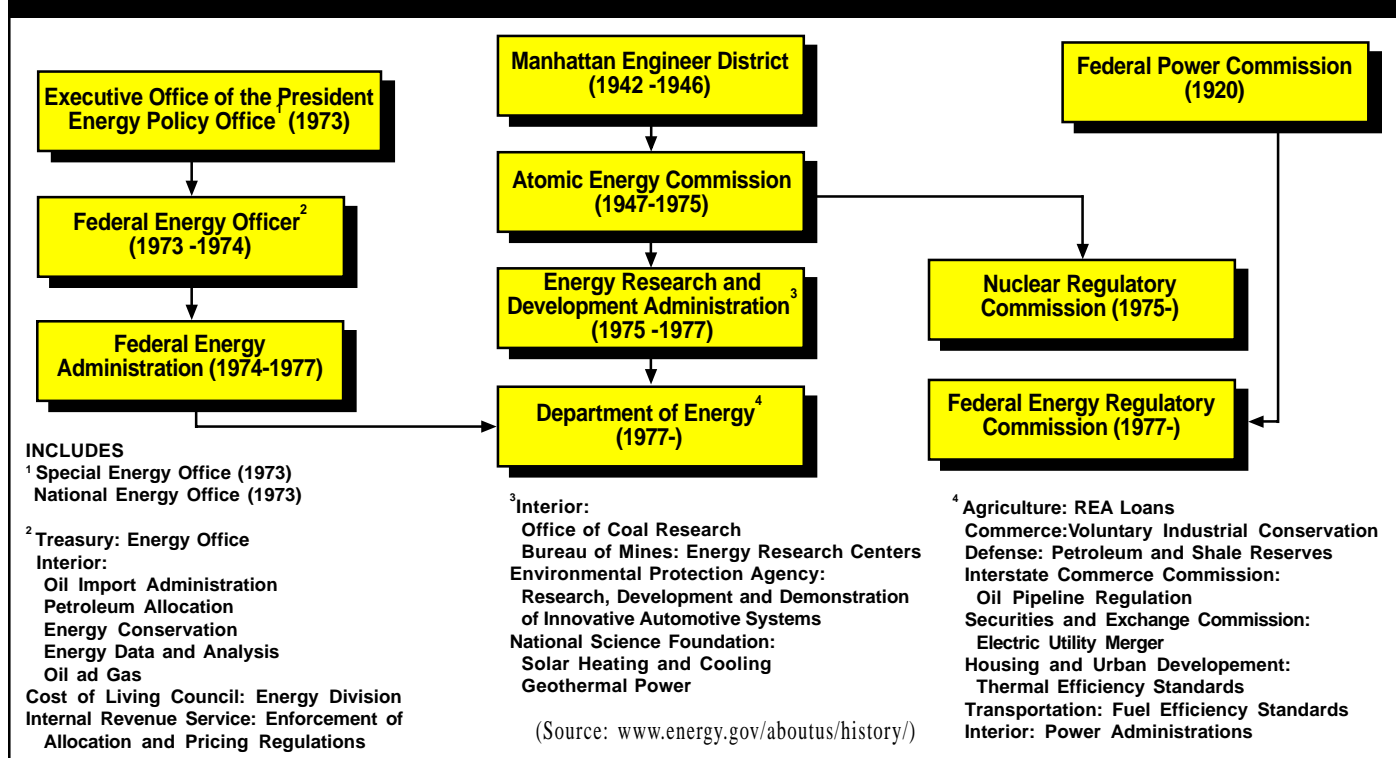 Executive Office of the President
Energy Policy Office¹ (1973)
Federal Energy Officer²
(1973 -1974)
Federal Energy
Administration (1974-1977)
Manhattan Engineer District
(1942 -1946)
Atomic Energy Commission
(1947-1975)
Energy Research and
Development Administration³
(1975 -1977)
Department of Energy⁴
(1977-)
Federal Power Commission
(1920)
Nuclear Regulatory
Commission (1975-)
Federal Energy Regulatory
Commission (1977-)
INCLUDES
¹ Special Energy Office (1973)
National Energy Office (1973)
² Treasury: Energy Office
Interior:
Oil Import Administration
Petroleum Allocation
Energy Conservation
Energy Data and Analysis
Oil ad Gas
Cost of Living Council: Energy Division
Internal Revenue Service: Enforcement of
Allocation and Pricing Regulations
³Interior:
Office of Coal Research
Bureau of Mines: Energy Research Centers
Environmental Protection Agency:
Research, Development and Demonstration
of Innovative Automotive Systems
National Science Foundation:
Solar Heating and Cooling
Geothermal Power
(Source: www.energy.gov/aboutus/history/)
⁴ Agriculture: REA Loans
Commerce:Voluntary Industrial Conservation
Defense: Petroleum and Shale Reserves
Interstate Commerce Commission:
Oil Pipeline Regulation
Securities and Exchange Commission:
Electric Utility Merger
Housing and Urban Developement:
Thermal Efficiency Standards
Transportation: Fuel Efficiency Standards
Interior: Power Administrations